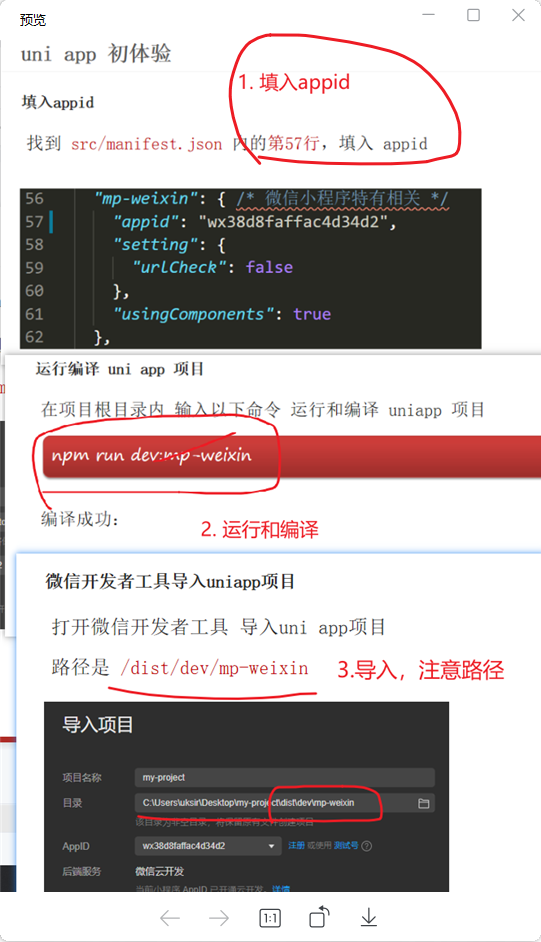 预览
uni app 初体验
1. 填入appid
填入appid
找到 src/manifest.json 内的第57行，填入 appid
56 "mp-weixin": { /* 微信小程序特有相关 */
57 "appid": "wx38d8faffac4d34d2",
58 "setting": {
59 "urlCheck": false
60 },
61 "usingComponents": true
62 },
运行编译 uni app 项目
在项目根目录内 输入以下命令 运行和编译 uniapp 项目
npm run dev:mp-weixin
编译成功：
2. 运行和编译
微信开发者工具导入uniapp项目
打开微信开发者工具 导入uni app项目
路径是 /dist/dev/mp-weixin
3.导入，注意路径
导入项目
项目名称 my-project
目录 C:\Users\uksir\Desktop\my-project\dist\dev\mp-weixin
该目录为非空目录，将保留原有文件创建项目
AppID wx38d8faffac4d34d2 注册 或使用 测试号 ?
后端服务 微信云开发
当前小程序 AppID 已开通云开发，详情
1:1